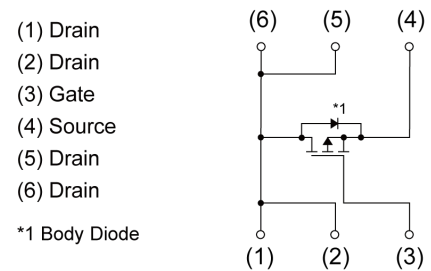 (1) Drain
(2) Drain
(3) Gate
(4) Source
(5) Drain
(6) Drain
*1 Body Diode
(6) (5) (4)
*1
(1) (2) (3)